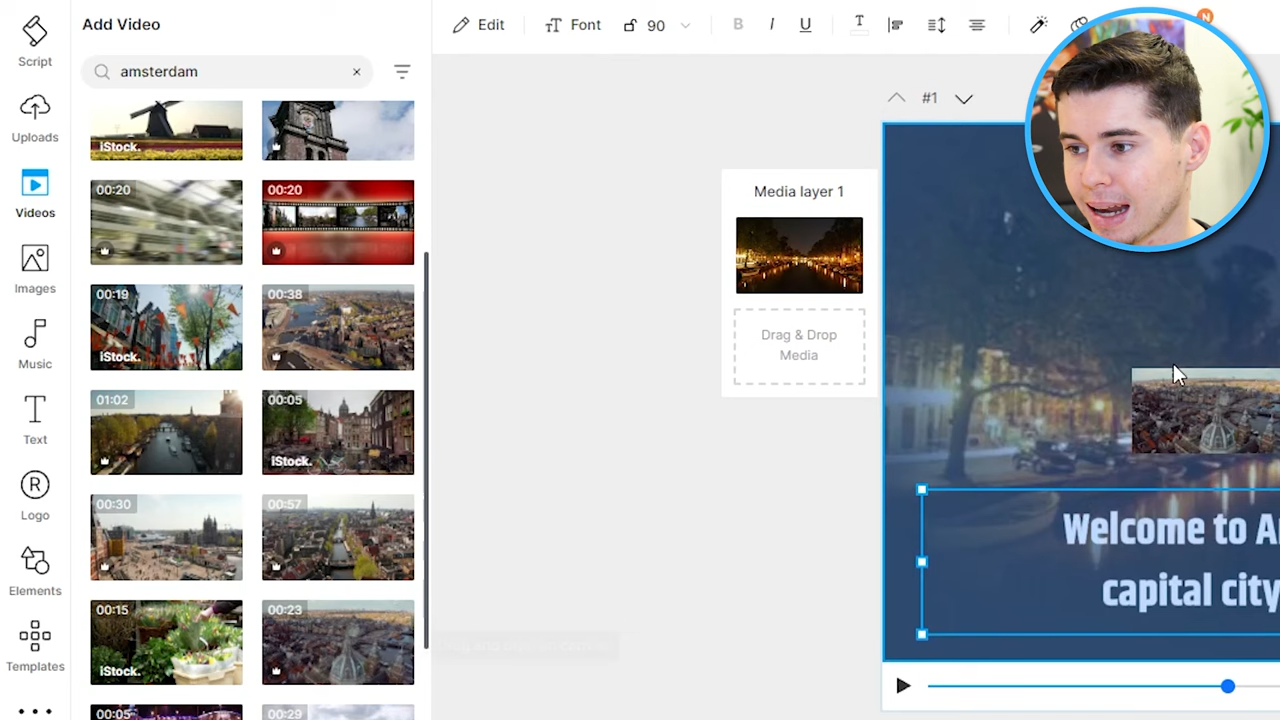 Script
Uploads
Videos
Images
Music
Text
Logo
Elements
Templates
Add Video
amsterdam
iStock.
00:20
00:20
00:19
iStock.
00:38
01:02
00:05
iStock.
00:30
00:57
00:15
iStock.
00:23
00:05
00:29
Edit
Font
90
B
I
U
T
N
#1
Media layer 1
Drag & Drop
Media
Welcome to A
capital city